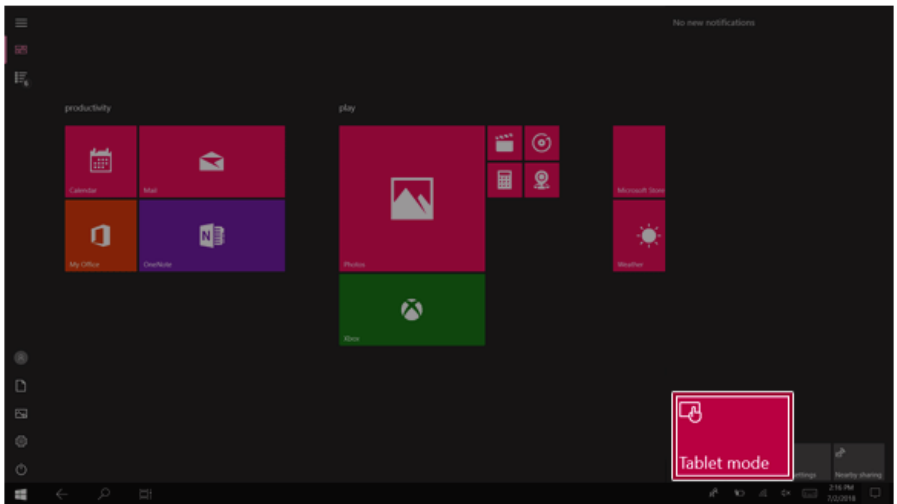 No new notifications
productivity
play
Calendar
Mail
Microsoft Store
My Office
OneNote
Photos
Weather
Xbox
Tablet mode
Nearby sharing
2:16 PM
7/2/2018